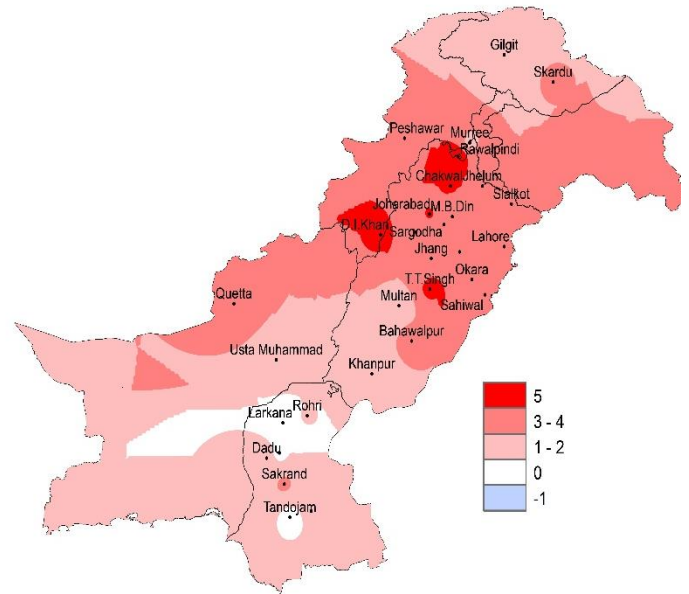 Gilgit
Skardu
Peshawar
Murree
Rawalpindi
Chakwal
Jhelum
Sialkot
Joherabad
M.B.Din
D.I.Khan
Sargodha
Lahore
Jhang
Okara
T.T.Singh
Quetta
Multan
Sahiwal
Bahawalpur
Usta Muhammad
Khanpur
5
3 - 4
1 - 2
0
-1
Rohri
Larkana
Dadu
Sakrand
Tandojam